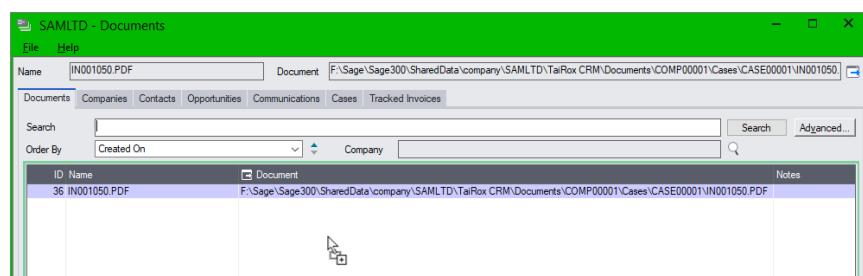 SAMLTD - Documents
File Help
Name IN001050.PDF Document F:\Sage\Sage300\SharedData\company\SAMLTD\TaiRox CRM\Documents\COMP00001\Cases\CASE00001\IN001050.
Documents Companies Contacts Opportunities Communications Cases Tracked Invoices
Search Search Advanced...
Order By Created On Company
ID Name Document Notes
36 IN001050.PDF F:\Sage\Sage300\SharedData\company\SAMLTD\TaiRox CRM\Documents\COMP00001\Cases\CASE00001\IN001050.PDF